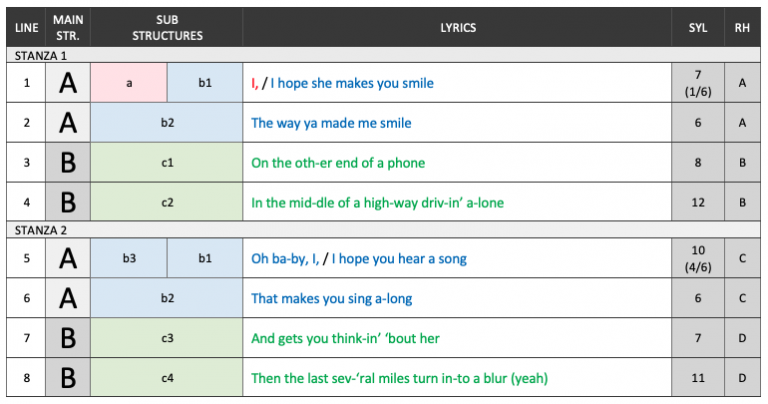 LINE MAIN STR. SUB STRUCTURES LYRICS SYL RH
STANZA 1
1 A a b1 I, / I hope she makes you smile 7 (1/6) A
2 A b2 The way ya made me smile 6 A
3 B c1 On the oth-er end of a phone 8 B
4 B c2 In the mid-dle of a high-way driv-in’ a-lone 12 B
STANZA 2
5 A b3 b1 Oh ba-by, I, / I hope you hear a song 10 (4/6) C
6 A b2 That makes you sing a-long 6 C
7 B c3 And gets you think-in’ ‘bout her 7 D
8 B c4 Then the last sev-‘ral miles turn in-to a blur (yeah) 11 D